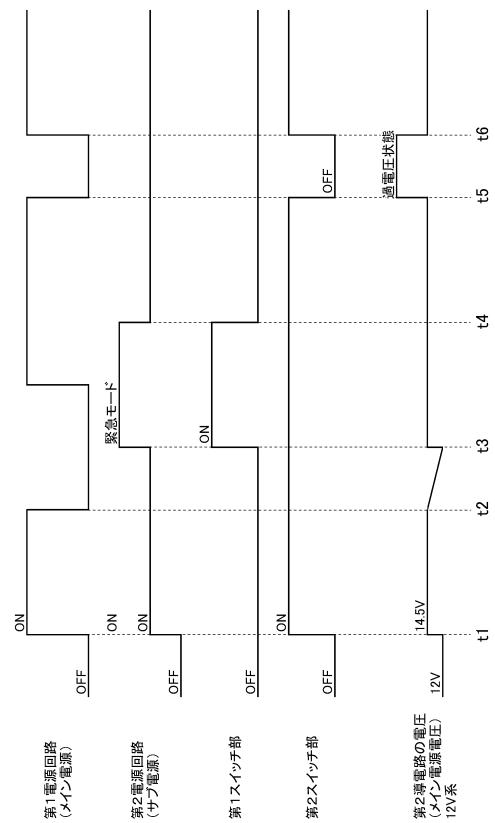 第1電源回路
(メイン電源)
OFF
ON
第2電源回路
(サブ電源)
OFF
ON
ON
緊急モード
第1スイッチ部
OFF
ON
第2スイッチ部
OFF
ON
OFF
第2導電路の電圧
(メイン電源電圧)
12V系
12V
14.5V
過電圧状態
t1
t2
t3
t4
t5
t6